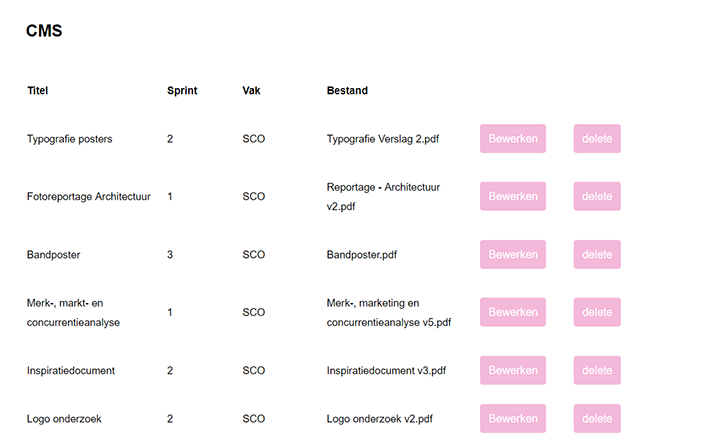 CMS
Titel Sprint Vak Bestand
Typografie posters 2 SCO Typografie Verslag 2.pdf Bewerken delete
Fotoreportage Architectuur 1 SCO Reportage - Architectuur
v2.pdf Bewerken delete
Bandposter 3 SCO Bandposter.pdf Bewerken delete
Merk-, markt- en
concurrentieanalyse 1 SCO Merk-, marketing en
concurrentieanalyse v5.pdf Bewerken delete
Inspiratiedocument 2 SCO Inspiratiedocument v3.pdf Bewerken delete
Logo onderzoek 2 SCO Logo onderzoek v2.pdf Bewerken delete